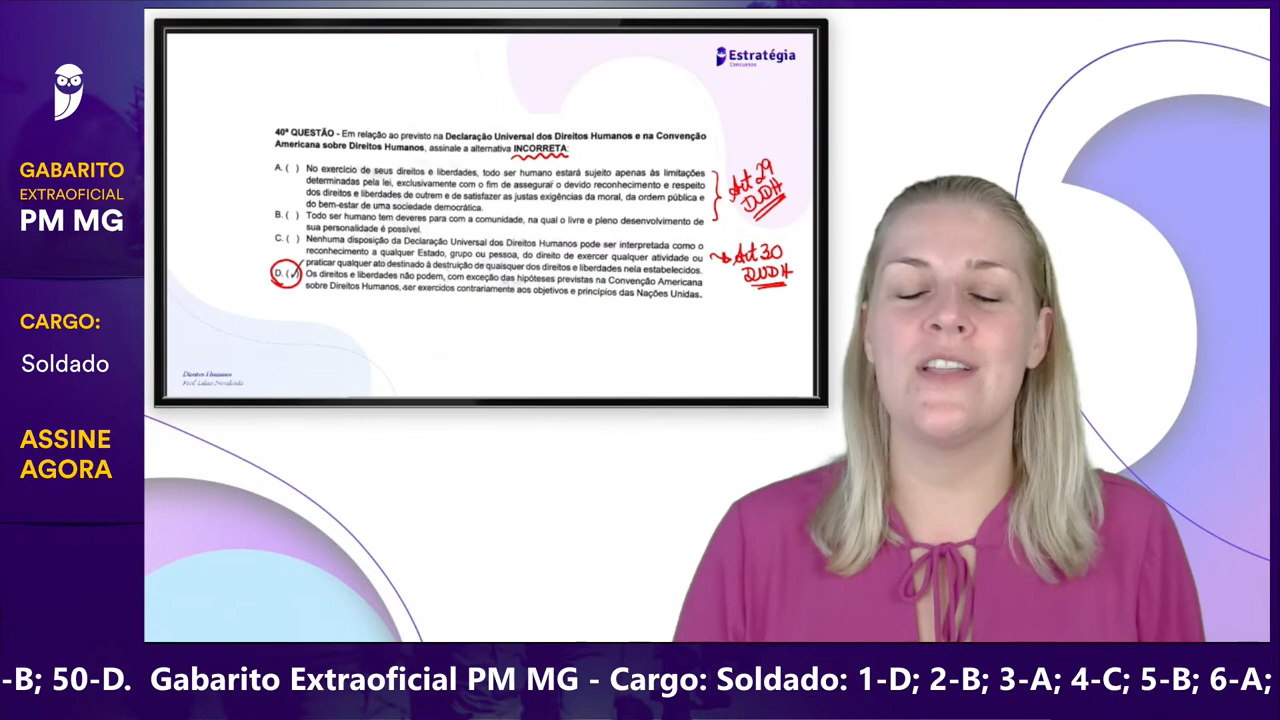 GABARITO
EXTRAOFICIAL
PM MG
CARGO:
Soldado
ASSINE
AGORA
Estratégia
Concursos
40ª QUESTÃO - Em relação ao previsto na Declaração Universal dos Direitos Humanos e na Convenção
Americana sobre Direitos Humanos, assinale a alternativa INCORRETA:
A. ( ) No exercício de seus direitos e liberdades, todo ser humano estará sujeito apenas às limitações
determinadas pela lei, exclusivamente com o fim de assegurar o devido reconhecimento e respeito
dos direitos e liberdades de outrem e de satisfazer as justas exigências da moral, da ordem pública e
do bem-estar de uma sociedade democrática.
B. ( ) Todo ser humano tem deveres para com a comunidade, na qual o livre e pleno desenvolvimento de
sua personalidade é possível.
C. ( ) Nenhuma disposição da Declaração Universal dos Direitos Humanos pode ser interpretada como o
reconhecimento a qualquer Estado, grupo ou pessoa, do direito de exercer qualquer atividade ou
praticar qualquer ato destinado à destruição de quaisquer dos direitos e liberdades nela estabelecidos.
D. (✓) Os direitos e liberdades não podem, com exceção das hipóteses previstas na Convenção Americana
sobre Direitos Humanos, ser exercidos contrariamente aos objetivos e princípios das Nações Unidas.
Art 29
DUDH
Art 30
DUDH
Direitos Humanos
-B; 50-D. Gabarito Extraoficial PM MG - Cargo: Soldado: 1-D; 2-B; 3-A; 4-C; 5-B; 6-A;